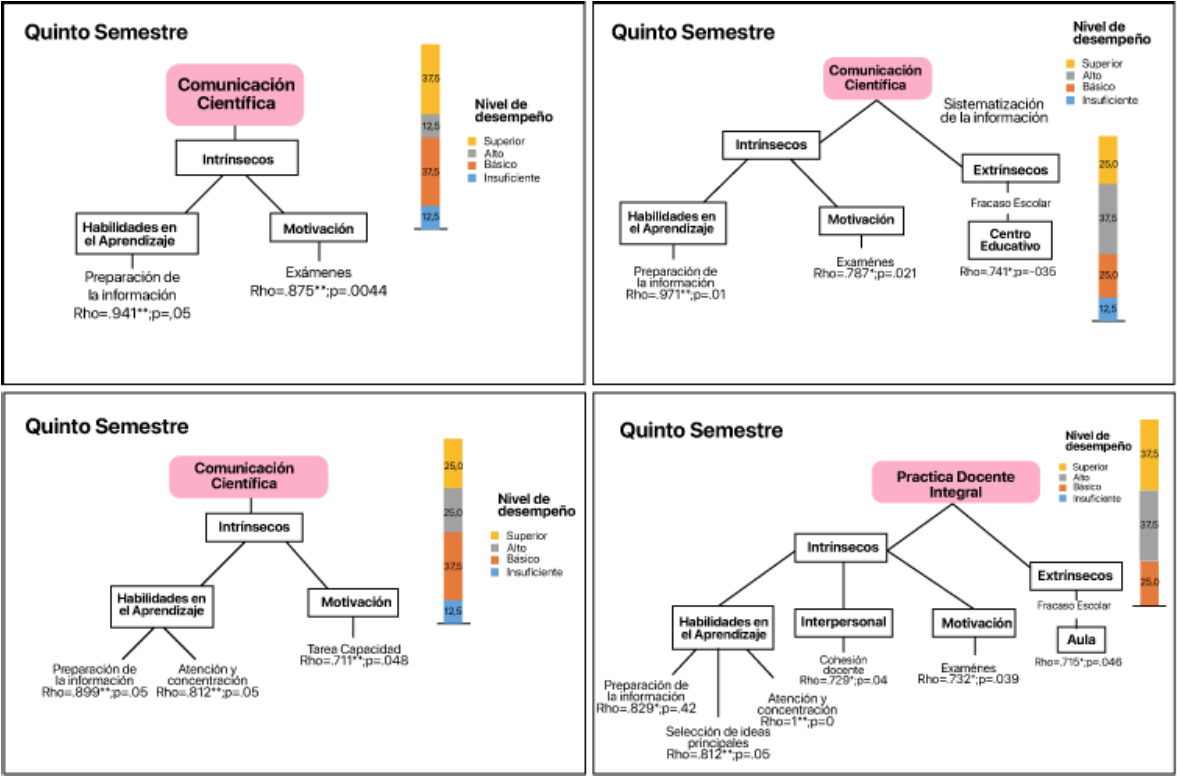 Quinto Semestre
Comunicación
Científica
Intrínsecos
Habilidades en
el Aprendizaje
Motivación
Preparación de
la información
Rho=.941**;p=,05
Exámenes
Rho=.875**;p=.0044
37,5
12,5
37,5
12,5
Nivel de
desempeño
Superior
Alto
Básico
Insuficiente
Quinto Semestre
Nivel de
desempeño
Superior
Alto
Básico
Insuficiente
Comunicación
Científica
Sistematización
de la información
Intrínsecos
Extrínsecos
Fracaso Escolar
Habilidades en
el Aprendizaje
Motivación
Centro
Educativo
Preparación de
la información
Rho=.971**;p=.01
Examénes
Rho=.787*;p=.021
Rho=.741*;p=-035
25,0
37,5
25,0
12,5
Quinto Semestre
Comunicación
Científica
Intrínsecos
Habilidades en
el Aprendizaje
Motivación
Tarea Capacidad
Rho=.711**;p=.048
Preparación de
la información
Rho=.899**;p=.05
Atención y
concentración
Rho=.812**;p=.05
25,0
25,0
37,5
12,5
Nivel de
desempeño
Superior
Alto
Básico
Insuficiente
Quinto Semestre
Nivel de
desempeño
Superior
Alto
Básico
Insuficiente
37,5
37,5
25,0
Practica Docente
Integral
Intrínsecos
Extrínsecos
Fracaso Escolar
Habilidades en
el Aprendizaje
Interpersonal
Motivación
Aula
Rho=.715*;p=.046
Cohesión
docente
Rho=.729*;p=.04
Examénes
Rho=.732*;p=.039
Preparación de
la información
Rho=.829*;p=.42
Atención y
concentración
Rho=1**;p=0
Selección de ideas
principales
Rho=.812**;p=.05